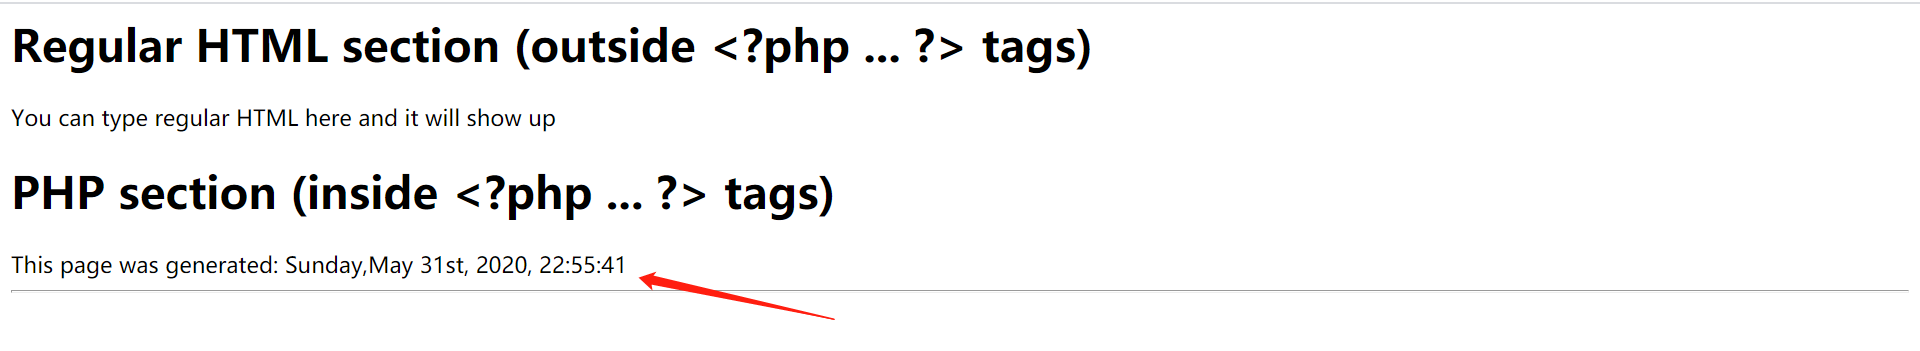 Regular HTML section (outside <?php ... ?> tags)
You can type regular HTML here and it will show up
PHP section (inside <?php ... ?> tags)
This page was generated: Sunday,May 31st, 2020, 22:55:41